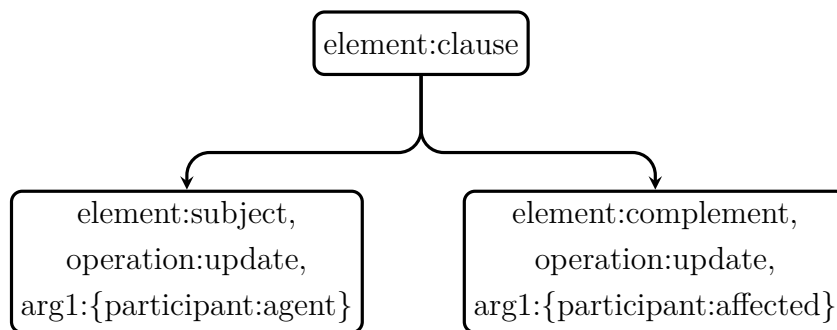 element:clause
element:subject,
operation:update,
arg1:{participant:agent}
element:complement,
operation:update,
arg1:{participant:affected}